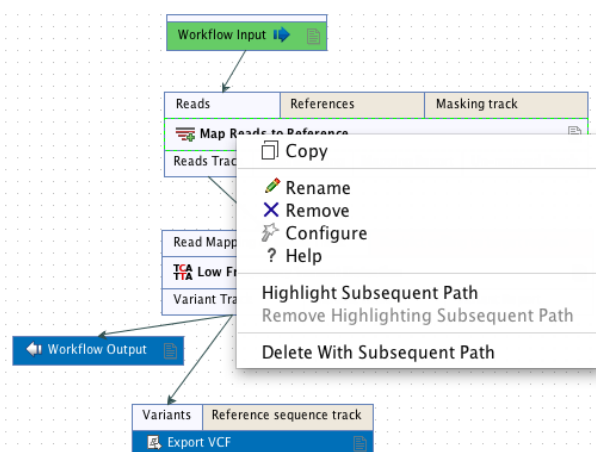 Workflow Input
Reads References Masking track
Map Reads to Reference
Reads Trac
Copy
Rename
Remove
Configure
? Help
Highlight Subsequent Path
Remove Highlighting Subsequent Path
Delete With Subsequent Path
Read Mapp
TCA
TTA
Low Fr
Variant Tra
Workflow Output
Variants Reference sequence track
Export VCF